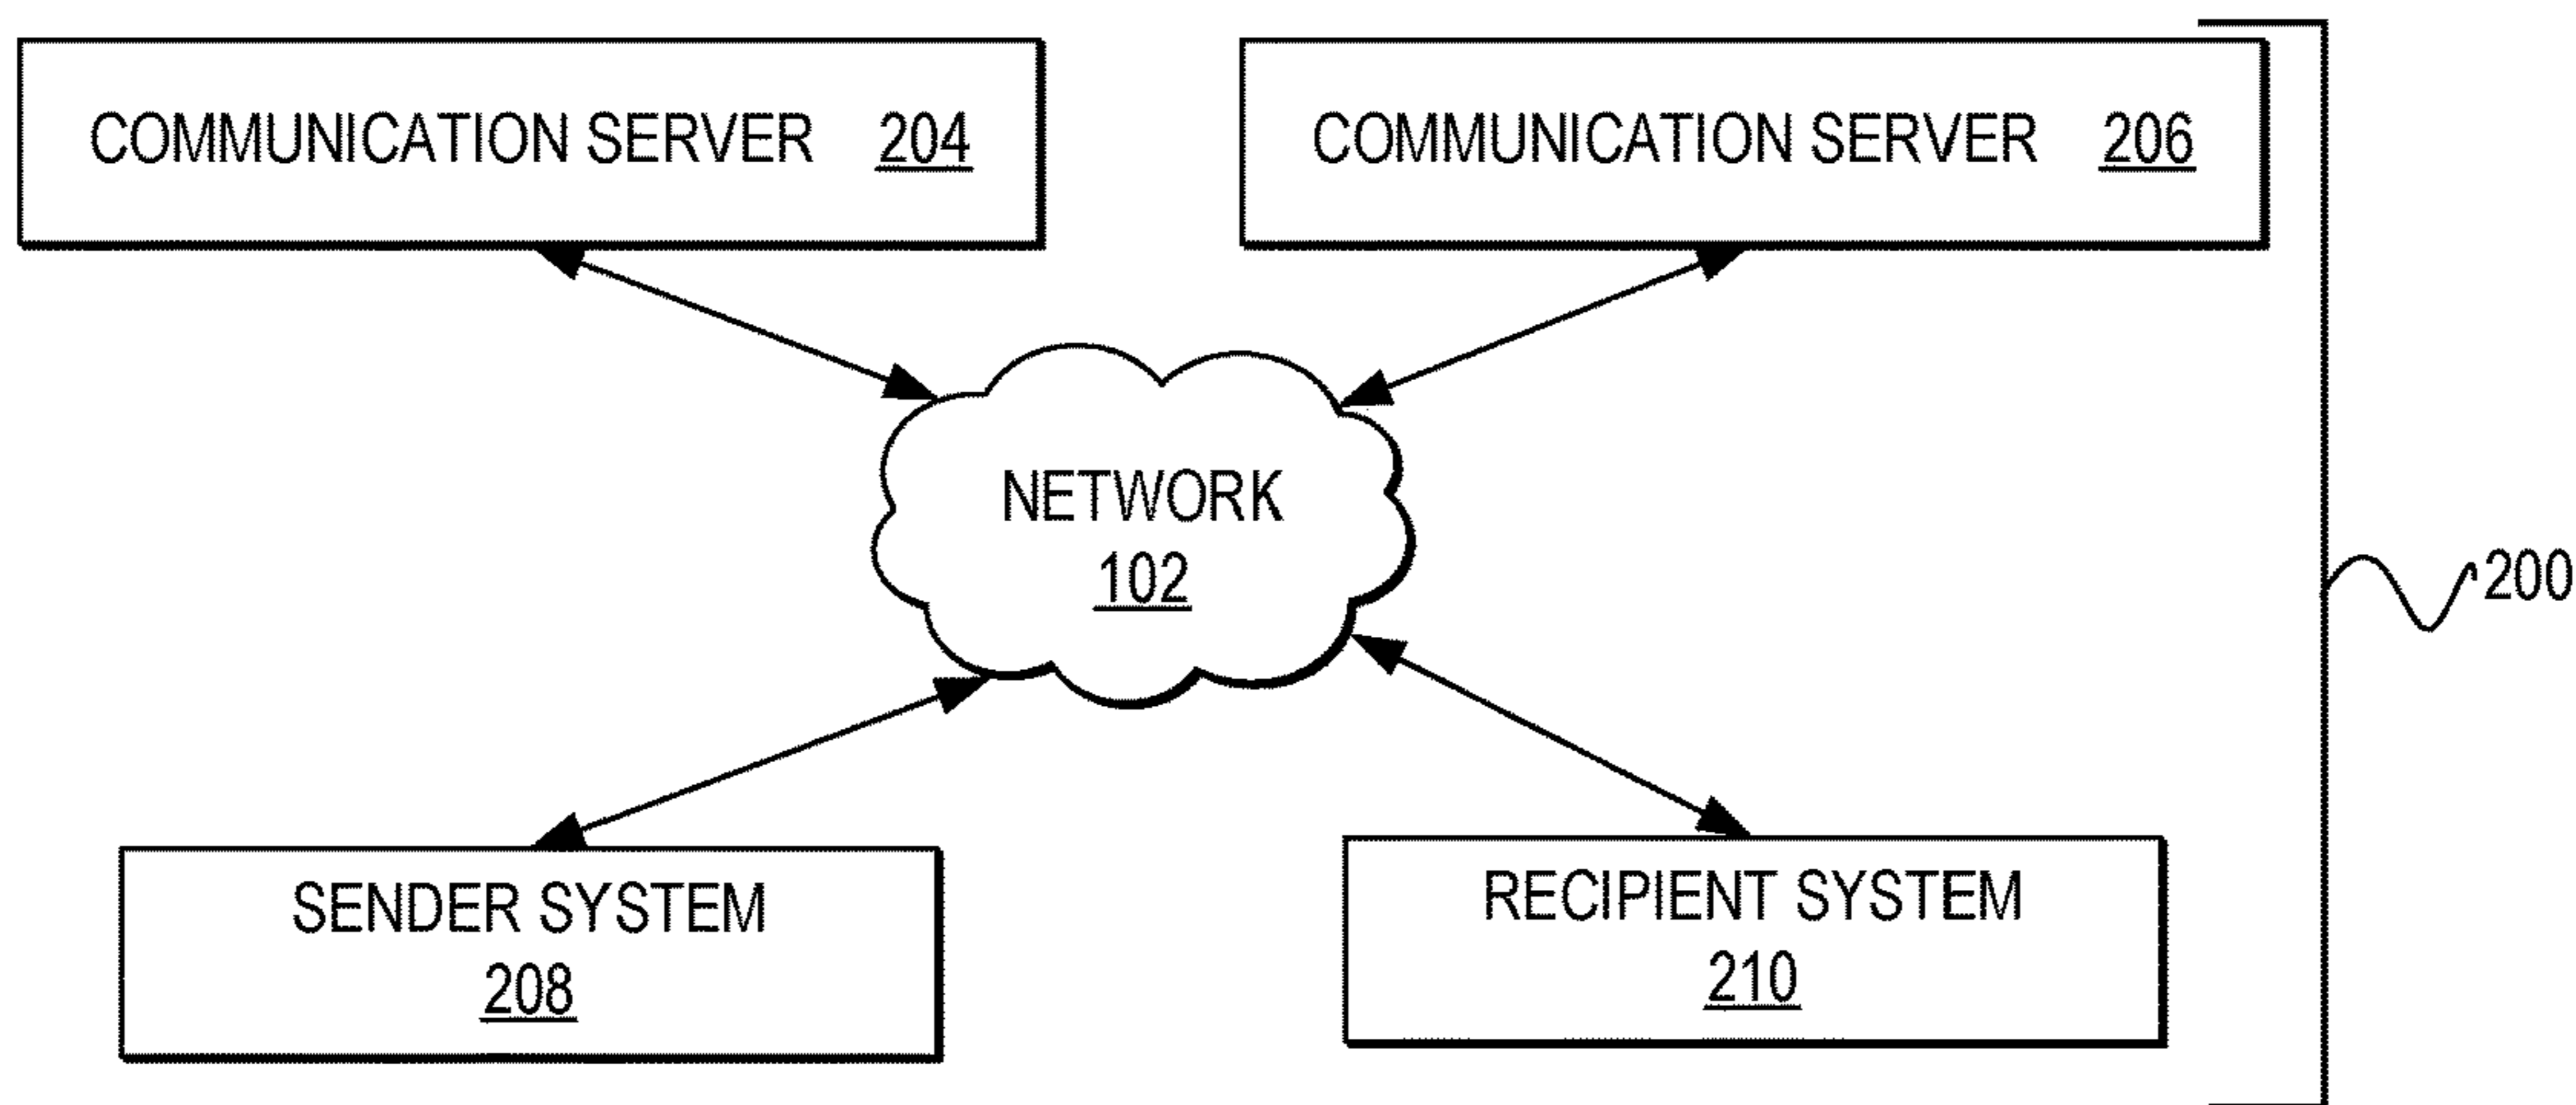 COMMUNICATION SERVER 204
COMMUNICATION SERVER 206
NETWORK
102
200
SENDER SYSTEM
208
RECIPIENT SYSTEM
210